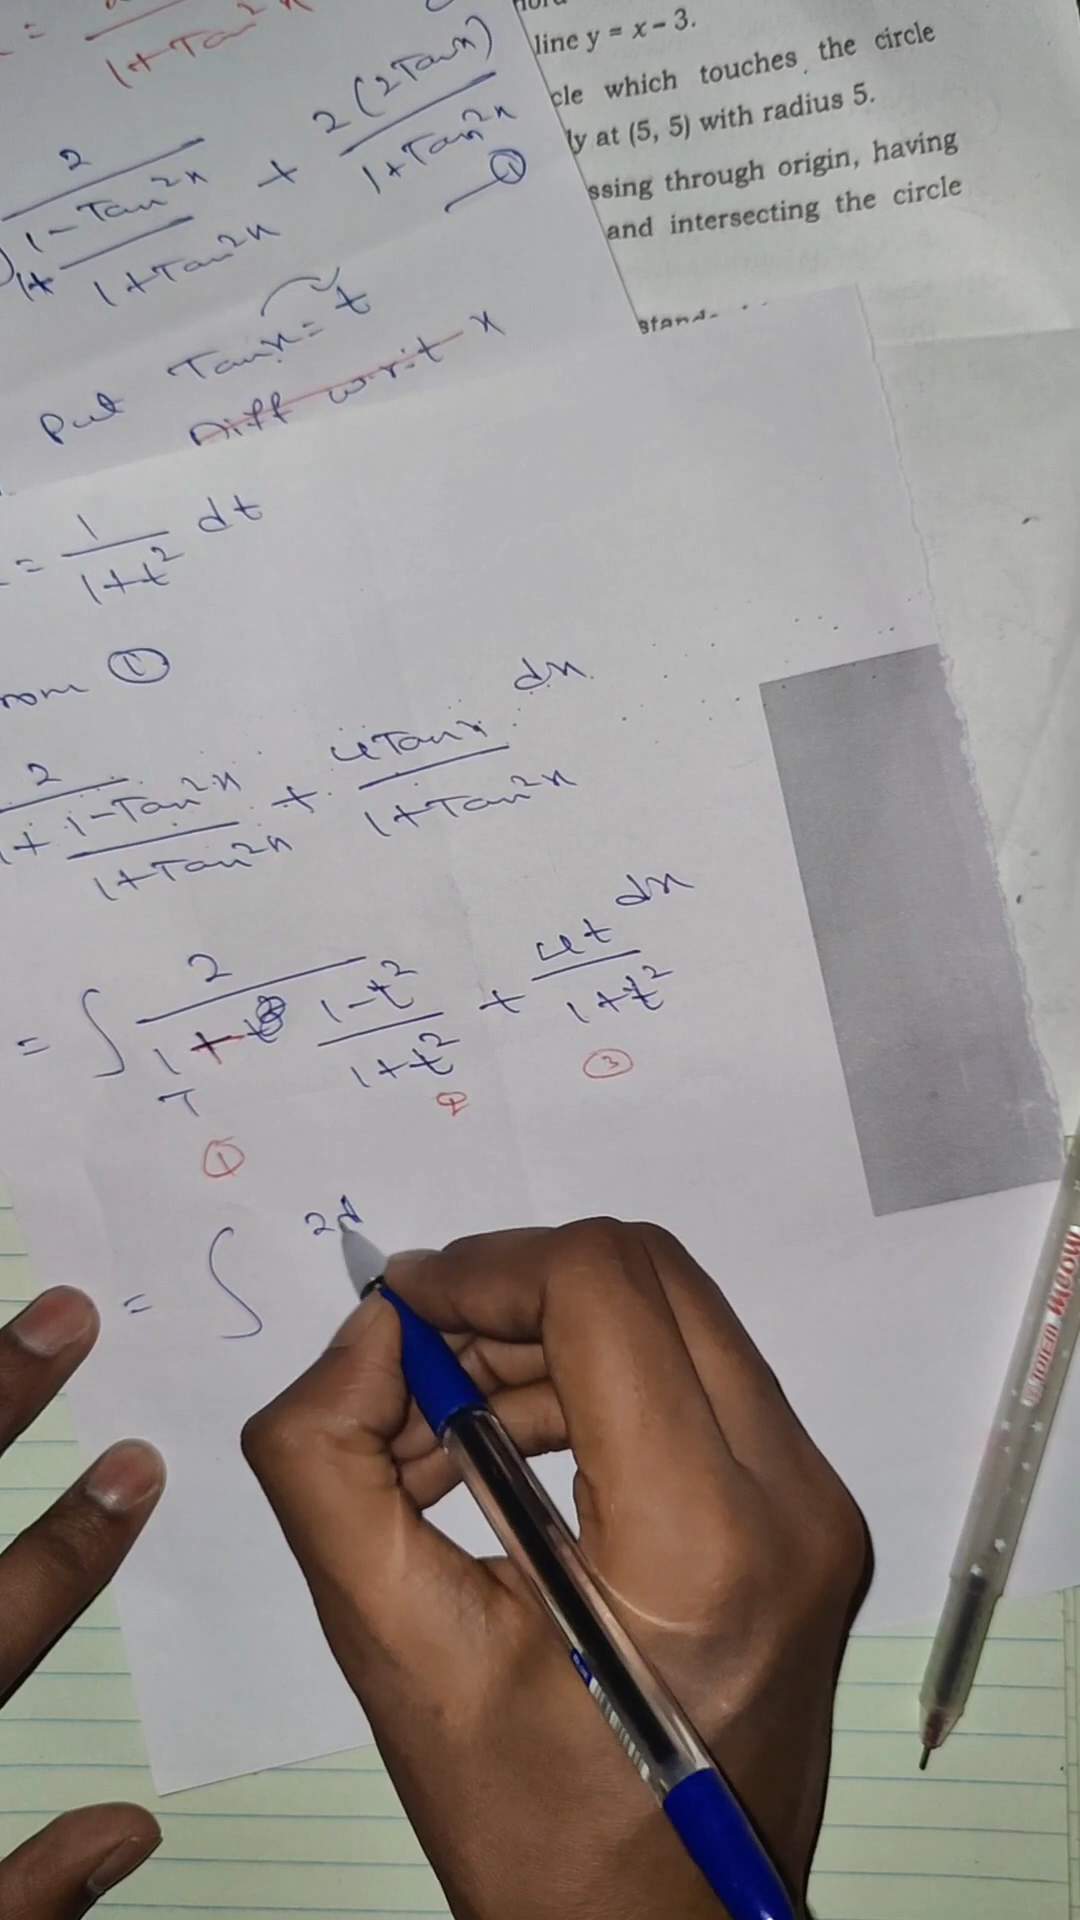 line y = x – 3.
cle which touches the circle
ly at (5, 5) with radius 5.
ssing through origin, having
and intersecting the circle
1+Tan²x
2 / (1+ (1-Tan²x)/(1+Tan²x)) + 2(2Tanx)/(1+Tan²x)
①
Put Tanx = t
Diff w.r.t x
= 1/(1+t²) dt
①
2 / (1+ (1-Tan²x)/(1+Tan²x)) + 4Tanx/(1+Tan²x) dx
= ∫ 2 / (1+ (1-t²)/(1+t²)) + 4t/(1+t²) dx
① 2 ③
= ∫ 2